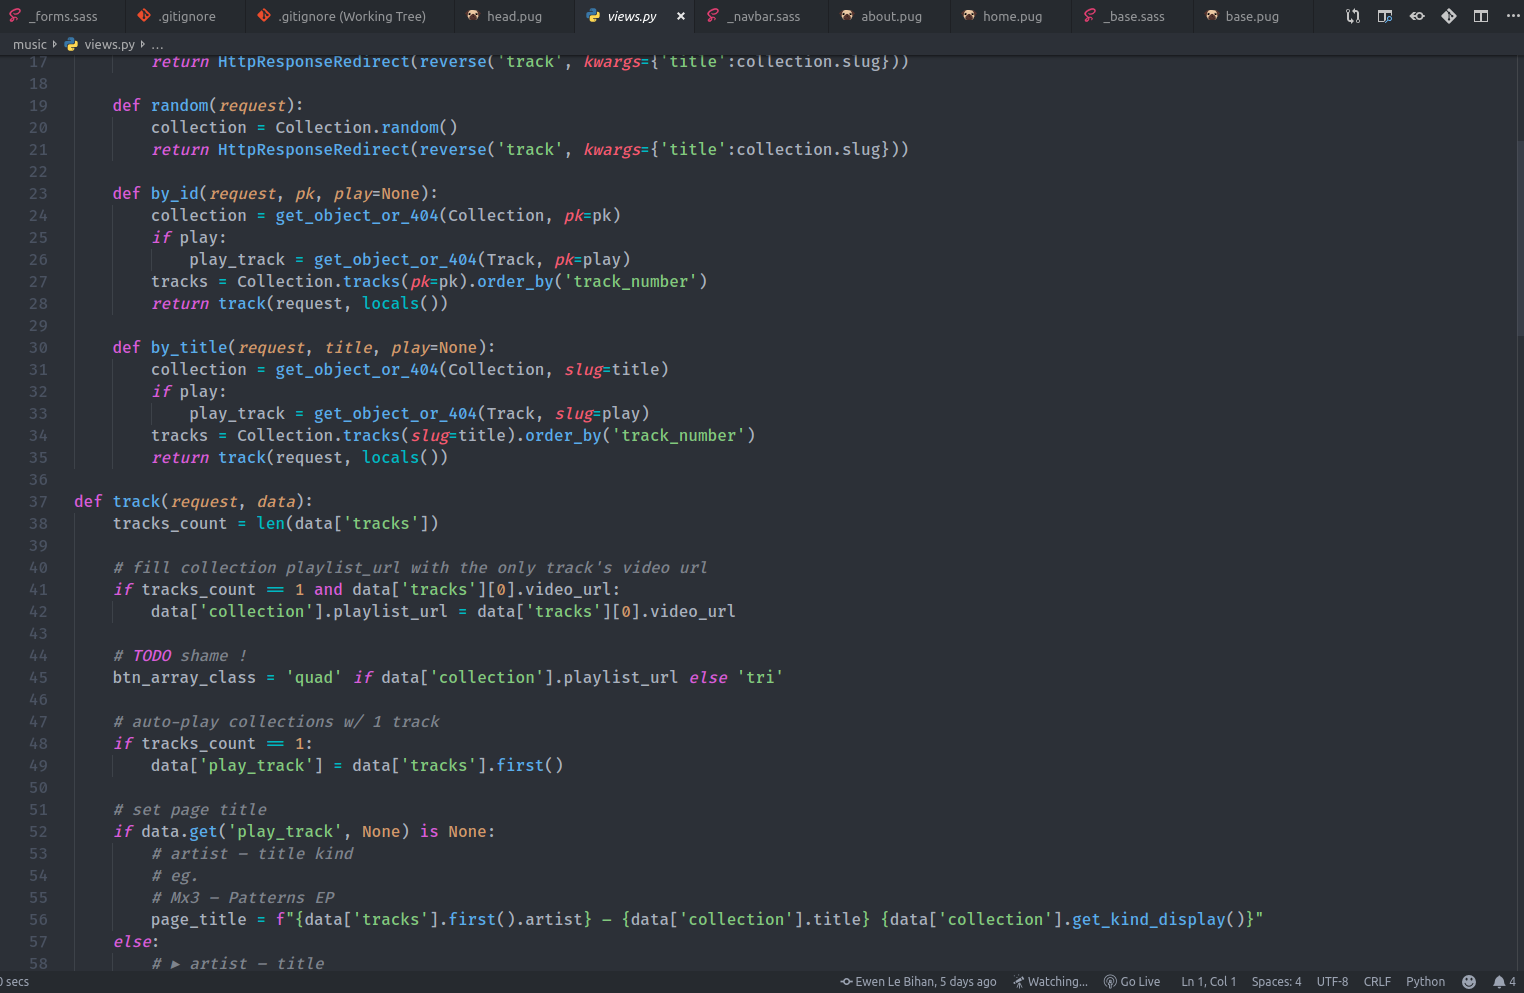 _forms.sass .gitignore .gitignore (Working Tree) head.pug views.py × _navbar.sass about.pug home.pug _base.sass base.pug ...
music views.py ...
17 return HttpResponseRedirect(reverse('track', kwargs={'title':collection.slug}))
18
19 def random(request):
20 collection = Collection.random()
21 return HttpResponseRedirect(reverse('track', kwargs={'title':collection.slug}))
22
23 def by_id(request, pk, play=None):
24 collection = get_object_or_404(Collection, pk=pk)
25 if play:
26 play_track = get_object_or_404(Track, pk=play)
27 tracks = Collection.tracks(pk=pk).order_by('track_number')
28 return track(request, locals())
29
30 def by_title(request, title, play=None):
31 collection = get_object_or_404(Collection, slug=title)
32 if play:
33 play_track = get_object_or_404(Track, slug=play)
34 tracks = Collection.tracks(slug=title).order_by('track_number')
35 return track(request, locals())
36
37 def track(request, data):
38 tracks_count = len(data['tracks'])
39
40 # fill collection playlist_url with the only track's video url
41 if tracks_count == 1 and data['tracks'][0].video_url:
42 data['collection'].playlist_url = data['tracks'][0].video_url
43
44 # TODO shame !
45 btn_array_class = 'quad' if data['collection'].playlist_url else 'tri'
46
47 # auto-play collections w/ 1 track
48 if tracks_count == 1:
49 data['play_track'] = data['tracks'].first()
50
51 # set page title
52 if data.get('play_track', None) is None:
53 # artist – title kind
54 # eg.
55 # Mx3 – Patterns EP
56 page_title = f"{data['tracks'].first().artist} – {data['collection'].title} {data['collection'].get_kind_display()}"
57 else:
58 # ▶ artist – title
0 secs Ewen Le Bihan, 5 days ago Watching... Go Live Ln 1, Col 1 Spaces: 4 UTF-8 CRLF Python 4